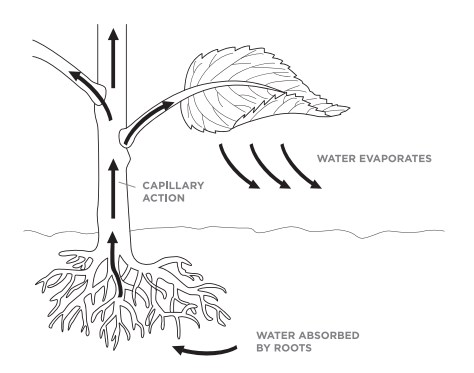 WATER EVAPORATES
CAPILLARY
ACTION
WATER ABSORBED
BY ROOTS